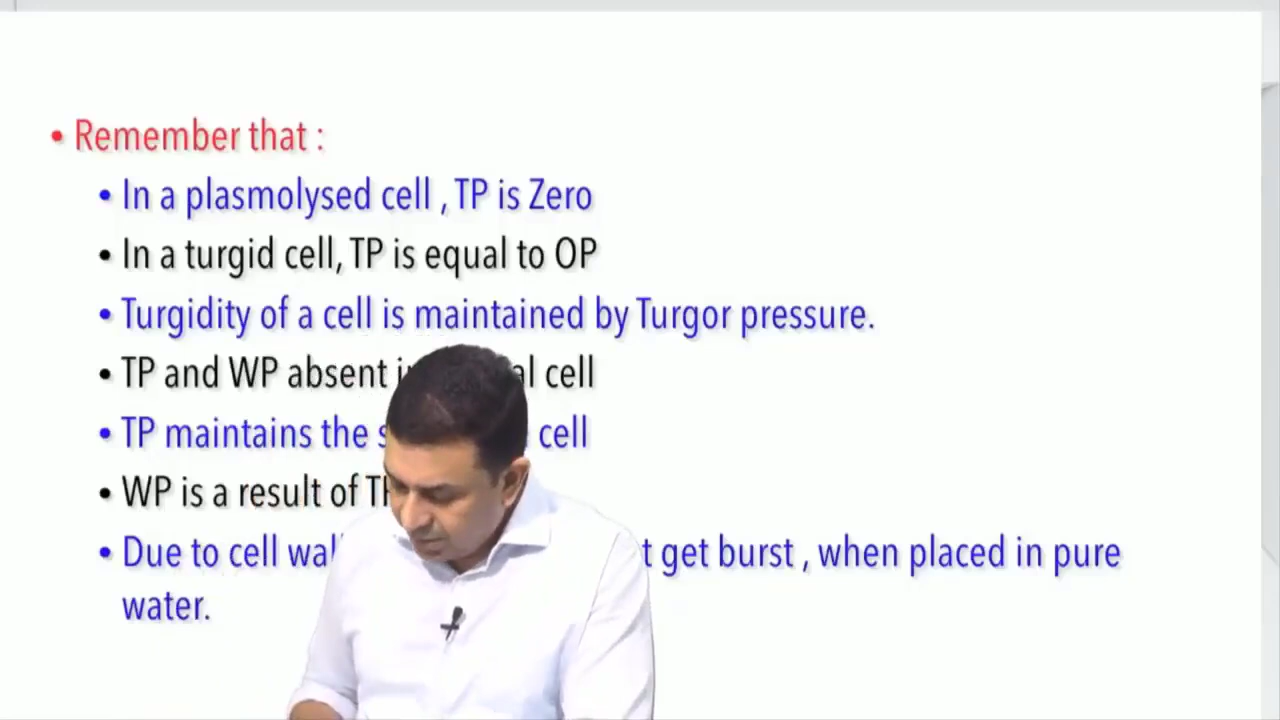 • Remember that :
• In a plasmolysed cell , TP is Zero
• In a turgid cell, TP is equal to OP
• Turgidity of a cell is maintained by Turgor pressure.
• TP and WP absent cell
• TP maintains the cell
• WP is a result of
• Due to cell get burst , when placed in pure
water.